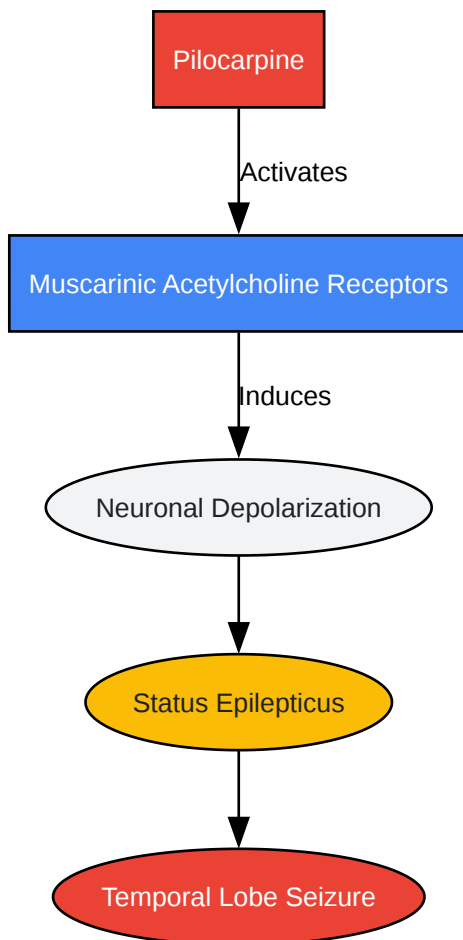 Pilocarpine
Activates
Muscarinic Acetylcholine Receptors
Induces
Neuronal Depolarization
Status Epilepticus
Temporal Lobe Seizure